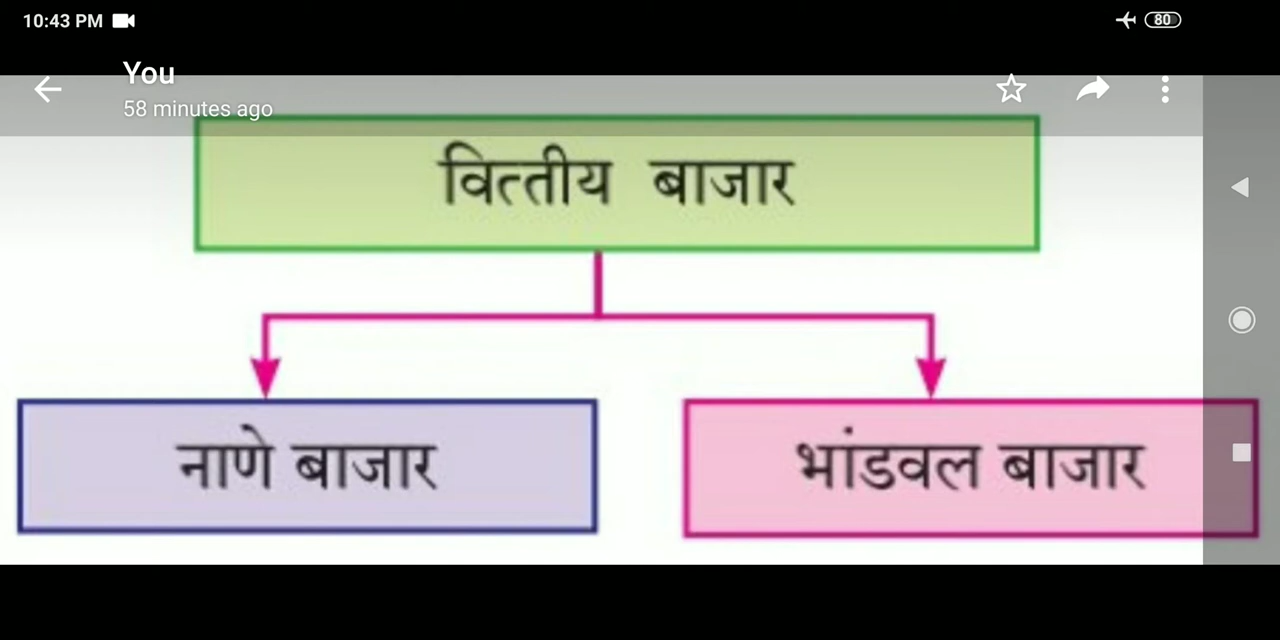 10:43 PM 80
You
58 minutes ago
वित्तीय बाजार
नाणे बाजार
भांडवल बाजार